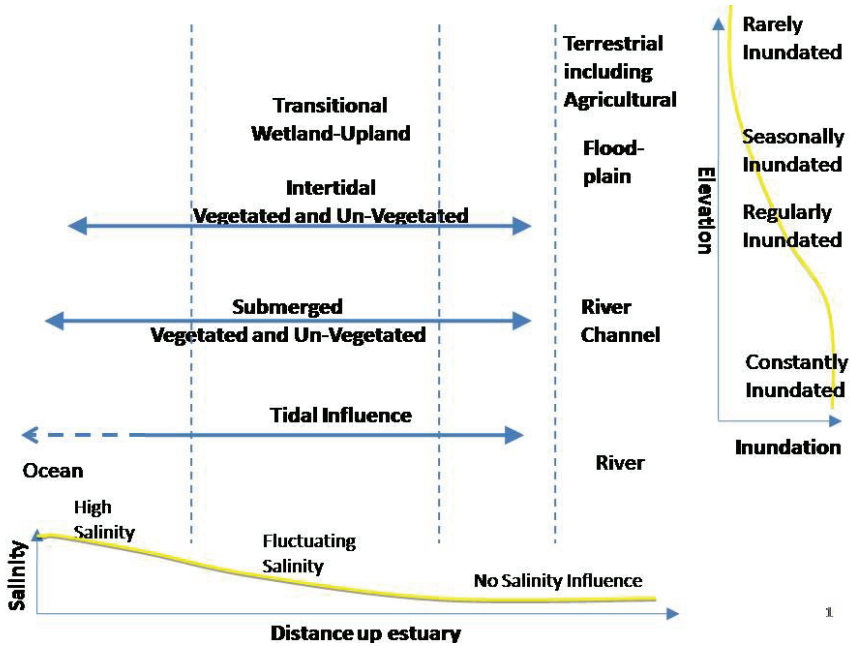 Terrestrial
including
Agricultural
Transitional
Wetland-Upland
Flood-
plain
Intertidal
Vegetated and Un-Vegetated
Submerged
Vegetated and Un-Vegetated
River
Channel
Tidal Influence
Ocean
River
High
Salinity
Fluctuating
Salinity
No Salinity Influence
Salinity
Distance up estuary
Rarely
Inundated
Seasonally
Inundated
Regularly
Inundated
Constantly
Inundated
Elevation
Inundation
1